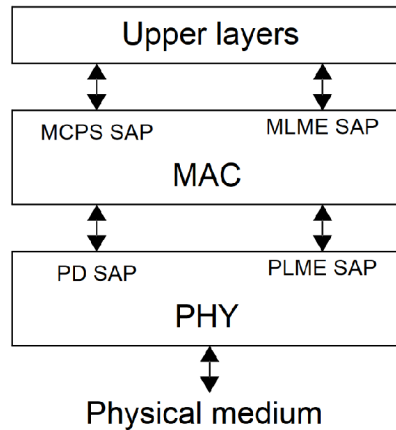 Upper layers
MCPS SAP
MLME SAP
MAC
PD SAP
PLME SAP
PHY
Physical medium